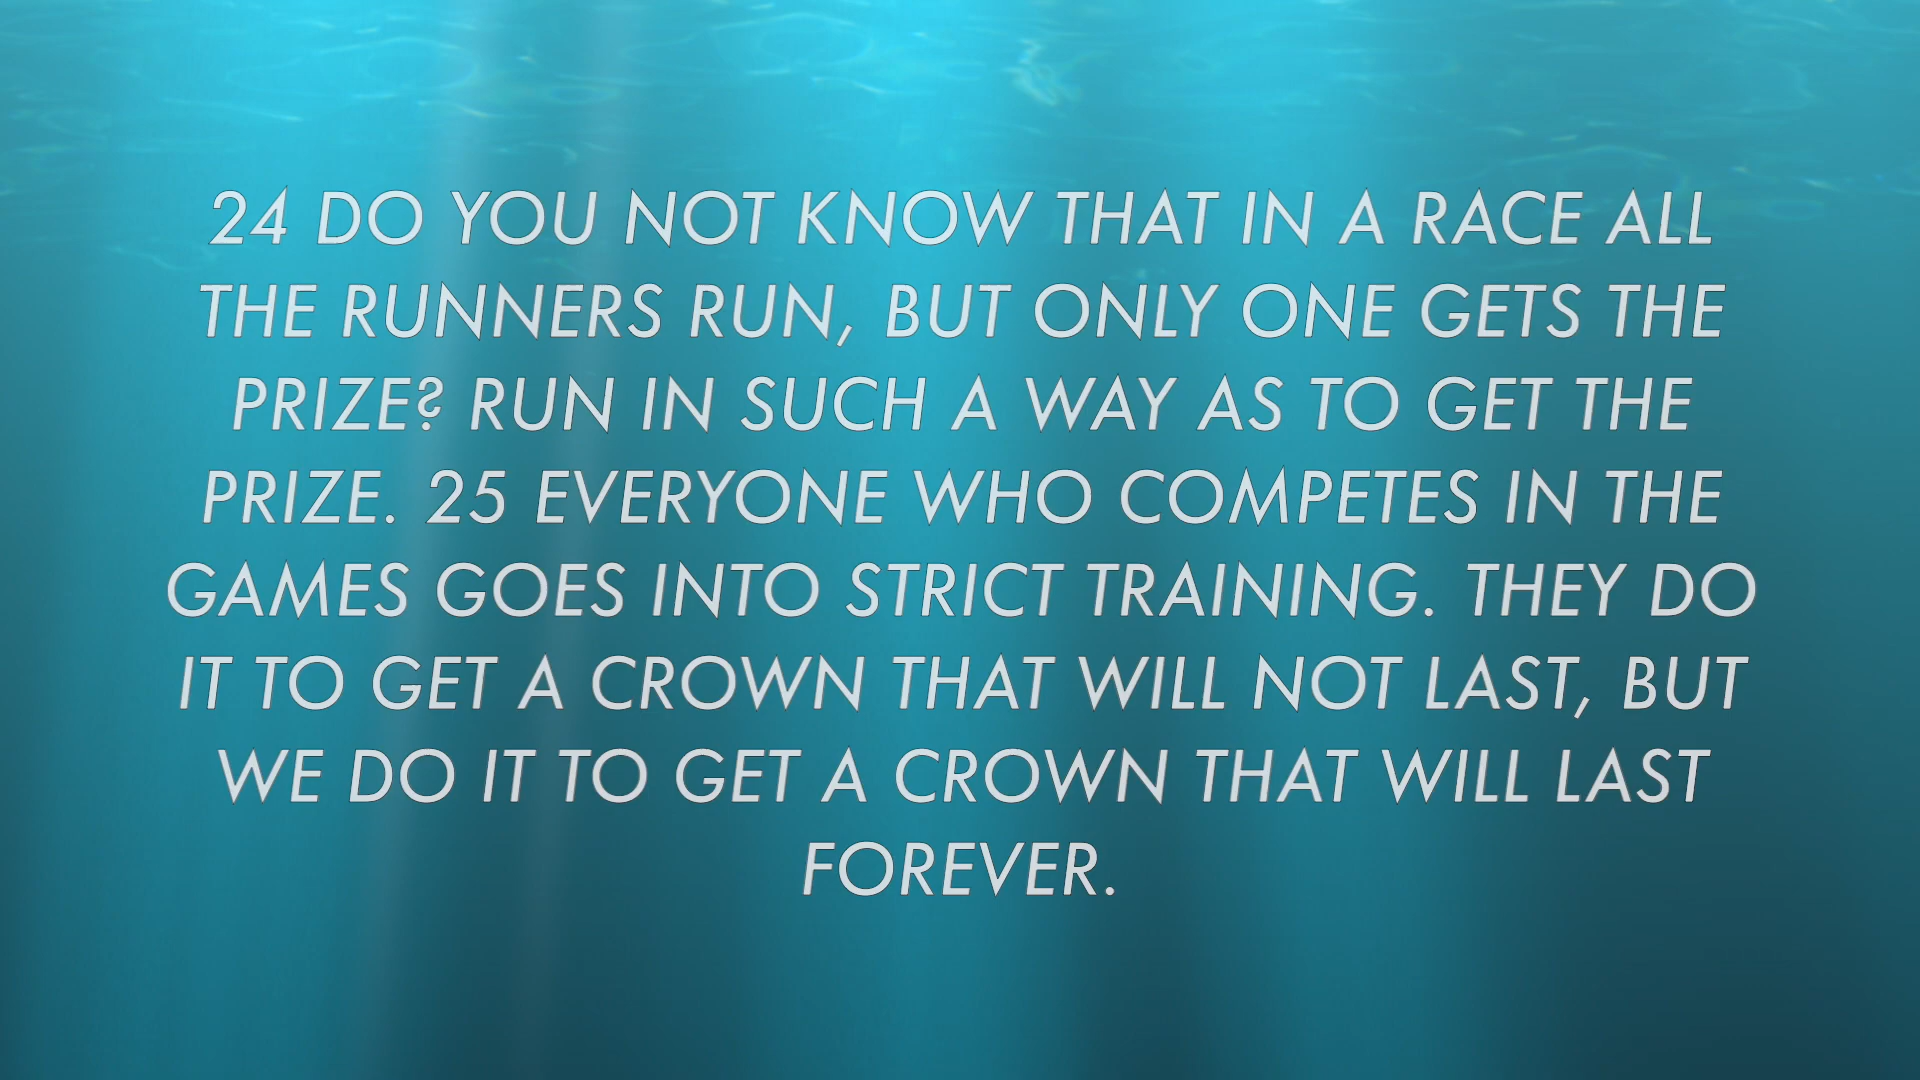 24 DO YOU NOT KNOW THAT IN A RACE ALL
THE RUNNERS RUN, BUT ONLY ONE GETS THE
PRIZE? RUN IN SUCH A WAY AS TO GET THE
PRIZE. 25 EVERYONE WHO COMPETES IN THE
GAMES GOES INTO STRICT TRAINING. THEY DO
IT TO GET A CROWN THAT WILL NOT LAST, BUT
WE DO IT TO GET A CROWN THAT WILL LAST
FOREVER.